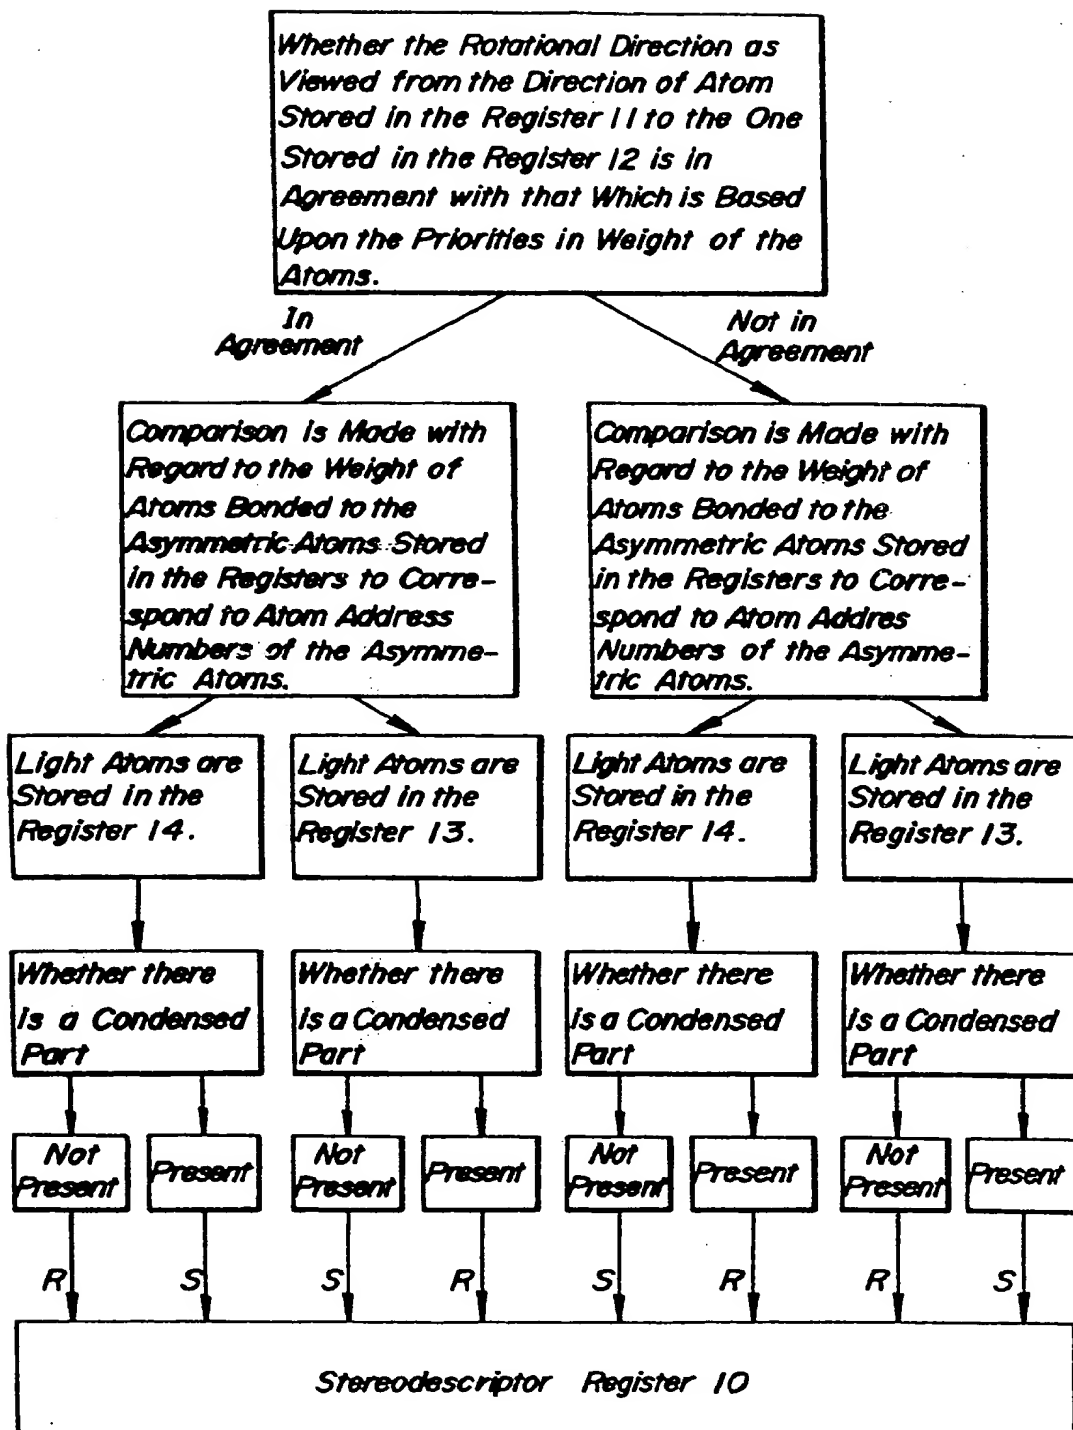 Whether the Rotational Direction as
Viewed from the Direction of Atom
Stored in the Register 11 to the One
Stored in the Register 12 is in
Agreement with that Which is Based
Upon the Priorities in Weight of the
Atoms.
In
Agreement
Not in
Agreement
Comparison is Made with
Regard to the Weight of
Atoms Bonded to the
Asymmetric Atoms Stored
in the Registers to Corre-
spond to Atom Address
Numbers of the Asymme-
tric Atoms.
Comparison is Made with
Regard to the Weight of
Atoms Bonded to the
Asymmetric Atoms Stored
in the Registers to Corre-
spond to Atom Addres
Numbers of the Asymme-
tric Atoms.
Light Atoms are
Stored in the
Register 14.
Light Atoms are
Stored in the
Register 13.
Light Atoms are
Stored in the
Register 14.
Light Atoms are
Stored in the
Register 13.
Whether there
is a Condensed
Part
Whether there
is a Condensed
Part
Whether there
is a Condensed
Part
Whether there
is a Condensed
Part
Not
Present
Present
Not
Present
Present
Not
Present
Present
Not
Present
Present
R
S
S
R
S
R
R
S
Stereodescriptor Register 10